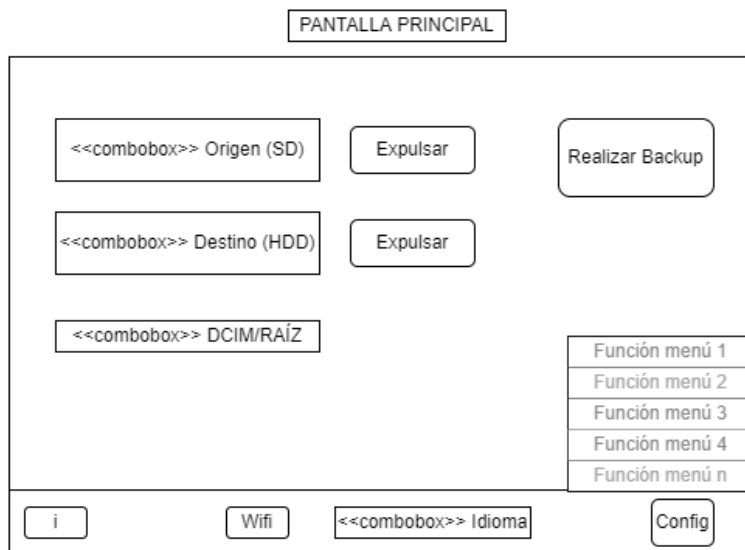 PANTALLA PRINCIPAL
<<combobox>> Origen (SD)
Expulsar
Realizar Backup
<<combobox>> Destino (HDD)
Expulsar
<<combobox>> DCIM/RAÍZ
Función menú 1
Función menú 2
Función menú 3
Función menú 4
Función menú n
i
Wifi
<<combobox>> Idioma
Config